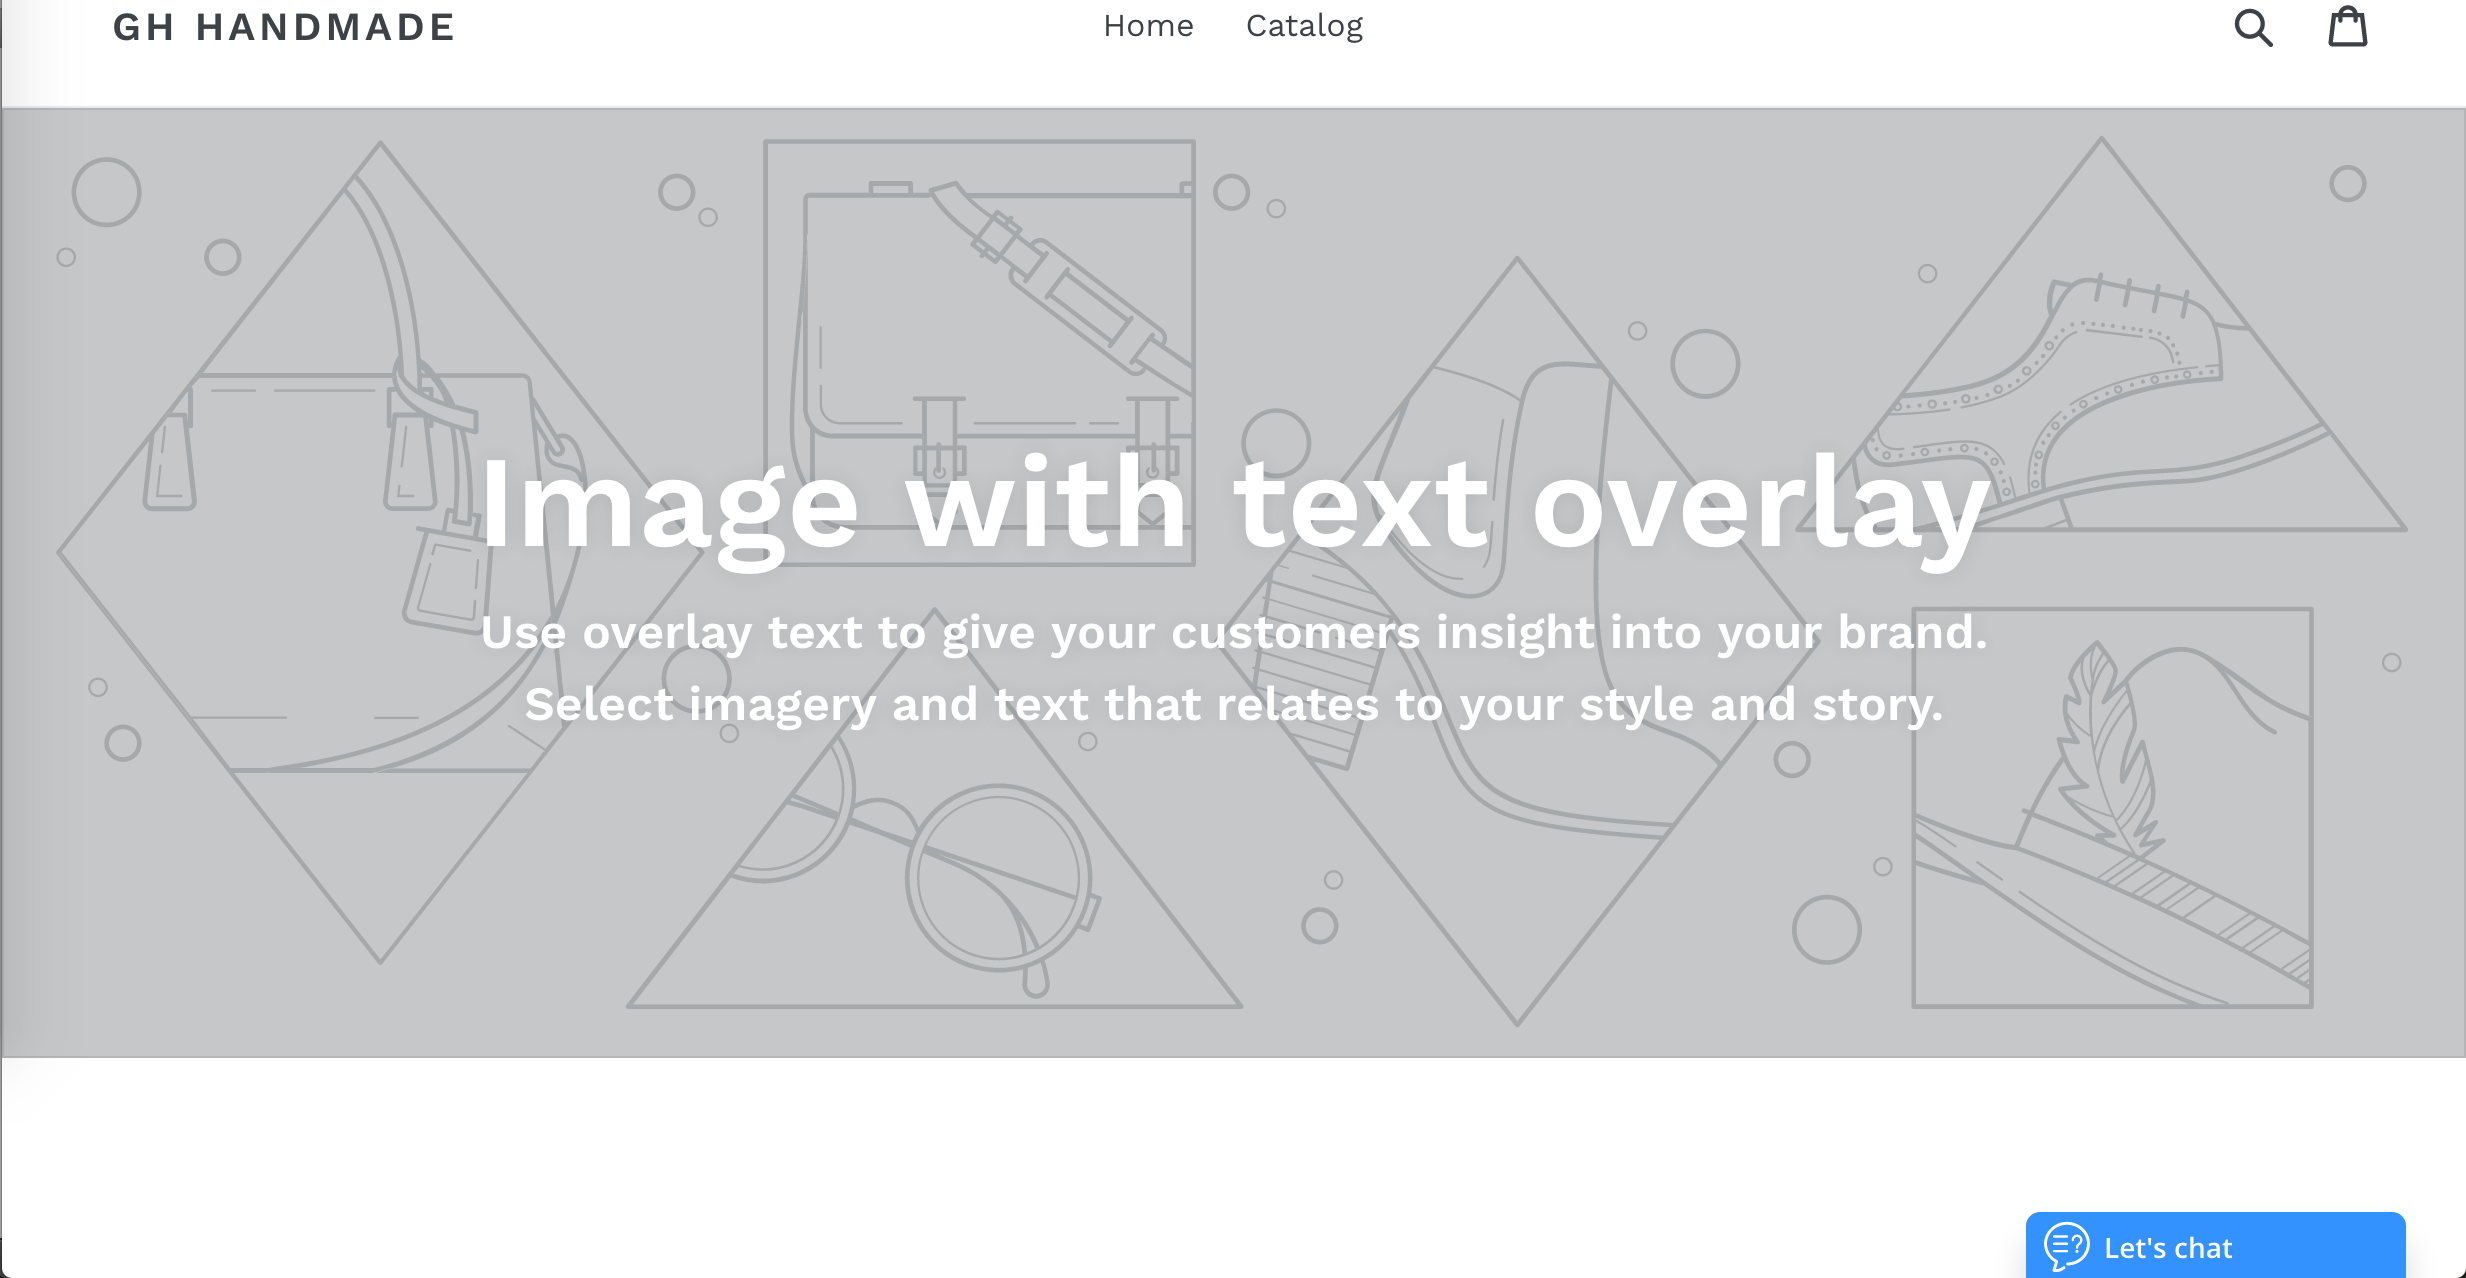 GH HANDMADE
Home Catalog
Image with text overlay
Use overlay text to give your customers insight into your brand.
Select imagery and text that relates to your style and story.
Let's chat